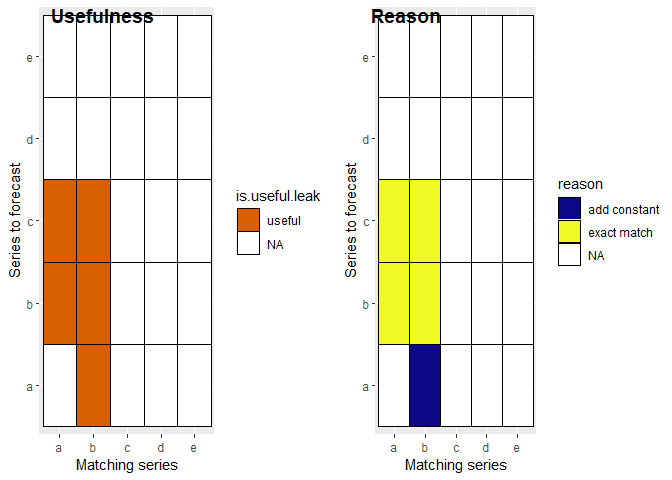 Usefulness
Series to forecast
e
d
c
b
a
a b c d e
Matching series
is.useful.leak
useful
NA
Reason
Series to forecast
e
d
c
b
a
a b c d e
Matching series
reason
add constant
exact match
NA